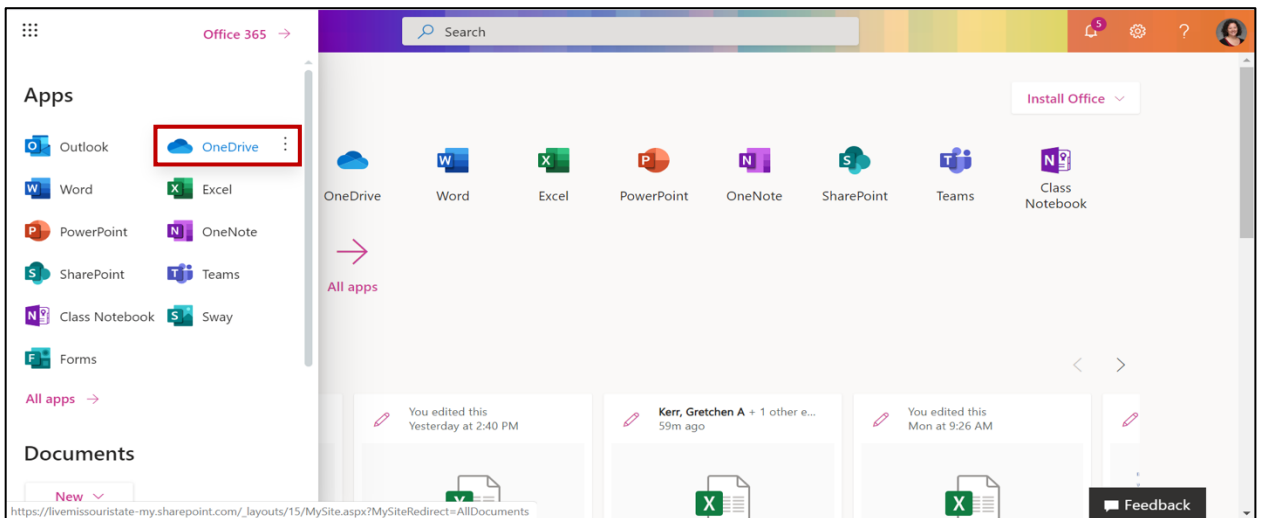 Office 365 →
Search
5
?
Apps
Install Office
Outlook
OneDrive
Word
Excel
PowerPoint
OneNote
SharePoint
Teams
Class Notebook
Sway
Forms
All apps →
Documents
New
OneDrive
Word
Excel
PowerPoint
OneNote
SharePoint
Teams
Class
Notebook
All apps
You edited this
Yesterday at 2:40 PM
Kerr, Gretchen A + 1 other e...
59m ago
You edited this
Mon at 9:26 AM
Feedback
https://livemissouristate-my.sharepoint.com/_layouts/15/MySite.aspx?MySiteRedirect=AllDocuments